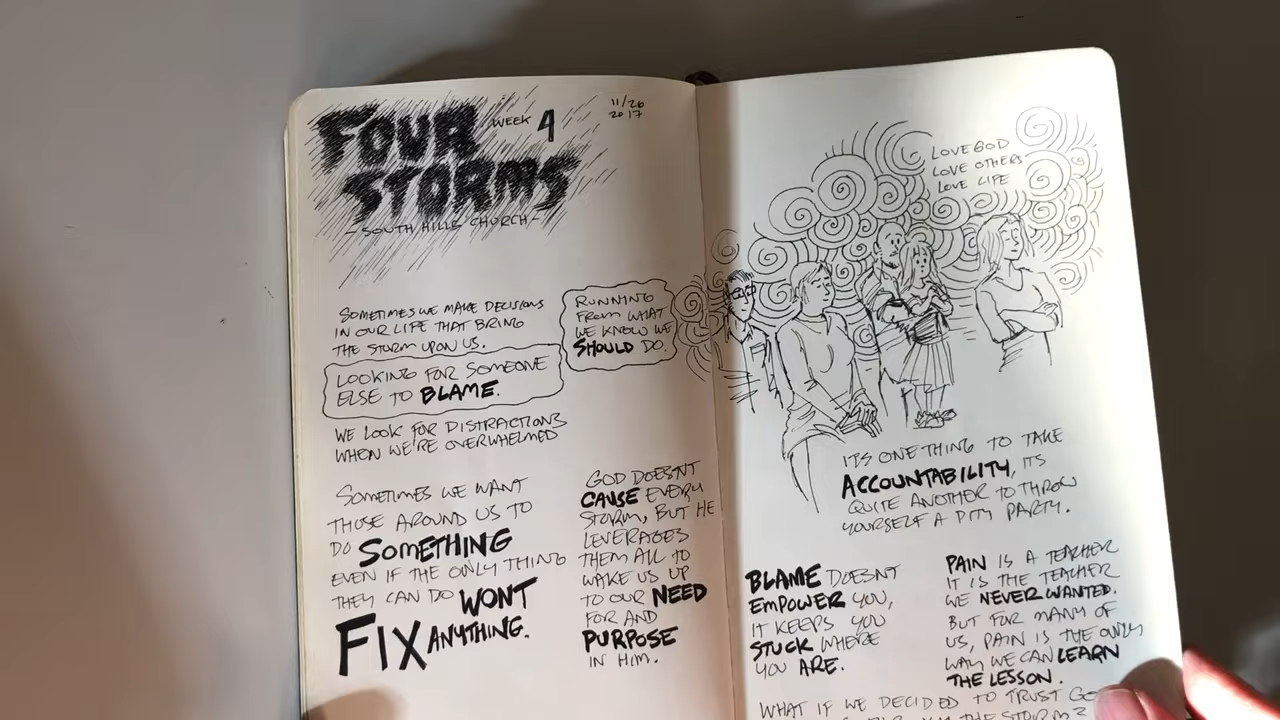 FOUR WEEK 4
STORMS
- SOUTH HILLS CHURCH -
11/26
2017
SOMETIMES WE MAKE DECISIONS
IN OUR LIFE THAT BRING
THE STORM UPON US.
LOOKING FOR SOMEONE
ELSE TO BLAME.
RUNNING
FROM WHAT
WE KNOW WE
SHOULD DO.
WE LOOK FOR DISTRACTIONS
WHEN WE'RE OVERWHELMED
SOMETIMES WE WANT
THOSE AROUND US TO
DO SOMETHING
EVEN IF THE ONLY THING
THEY CAN DO WONT
FIX ANYTHING.
GOD DOESNT
CAUSE EVERY
STORM, BUT HE
LEVERAGES
THEM ALL TO
WAKE US UP
TO OUR NEED
FOR AND
PURPOSE
IN HIM.
LOVE GOD
LOVE OTHERS
LOVE LIFE
ITS ONE THING TO TAKE
ACCOUNTABILITY, ITS
QUITE ANOTHER TO THROW
YOURSELF A PITY PARTY.
BLAME DOESNT
EMPOWER YOU,
IT KEEPS YOU
STUCK WHERE
YOU ARE.
PAIN IS A TEACHER
IT IS THE TEACHER
WE NEVER WANTED.
BUT FOR MANY OF
US, PAIN IS THE ONLY
WAY WE CAN LEARN
THE LESSON.
WHAT IF WE DECIDED TO TRUST
THE STORM?